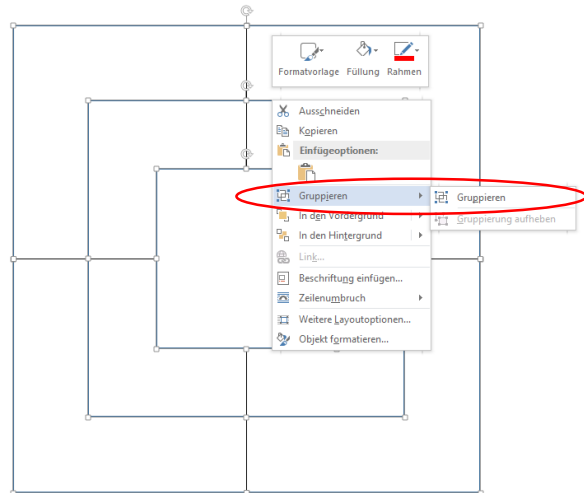 Formatvorlage Füllung Rahmen
Ausschneiden
Kopieren
Einfügeoptionen:
Gruppieren
Gruppieren
In den Vordergrund
Gruppierung aufheben
In den Hintergrund
Link...
Beschriftung einfügen...
Zeilenumbruch
Weitere Layoutoptionen...
Objekt formatieren...